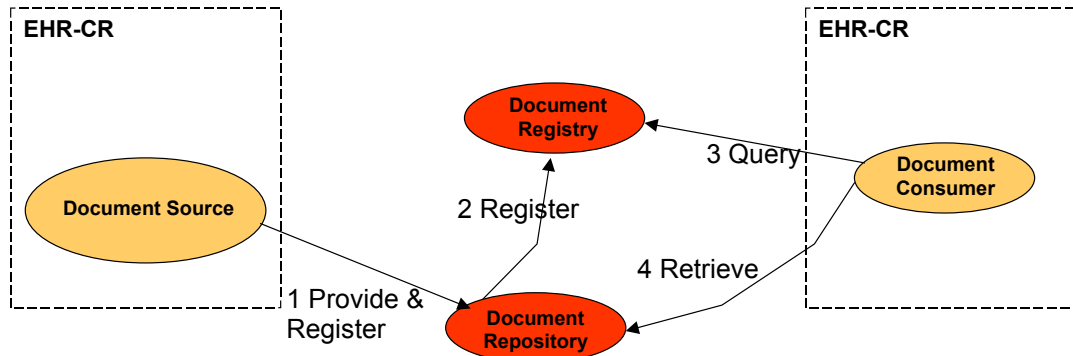 EHR-CR
EHR-CR
Document
Registry
3 Query
Document
Consumer
Document Source
2 Register
4 Retrieve
1 Provide &
Register
Document
Repository